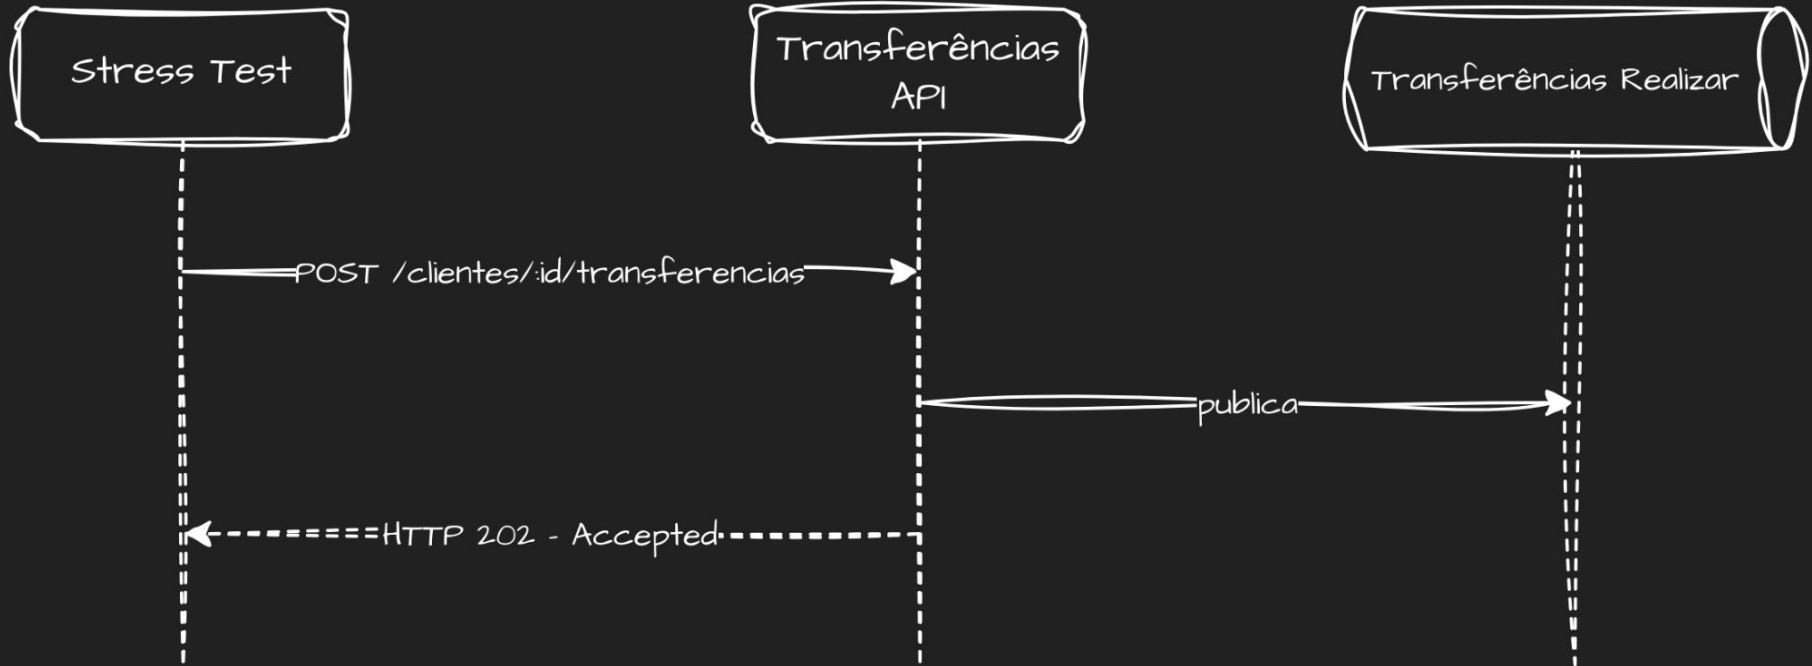 Stress Test
Transferências
API
Transferências Realizar
POST /clientes/:id/transferencias
publica
HTTP 202 - Accepted